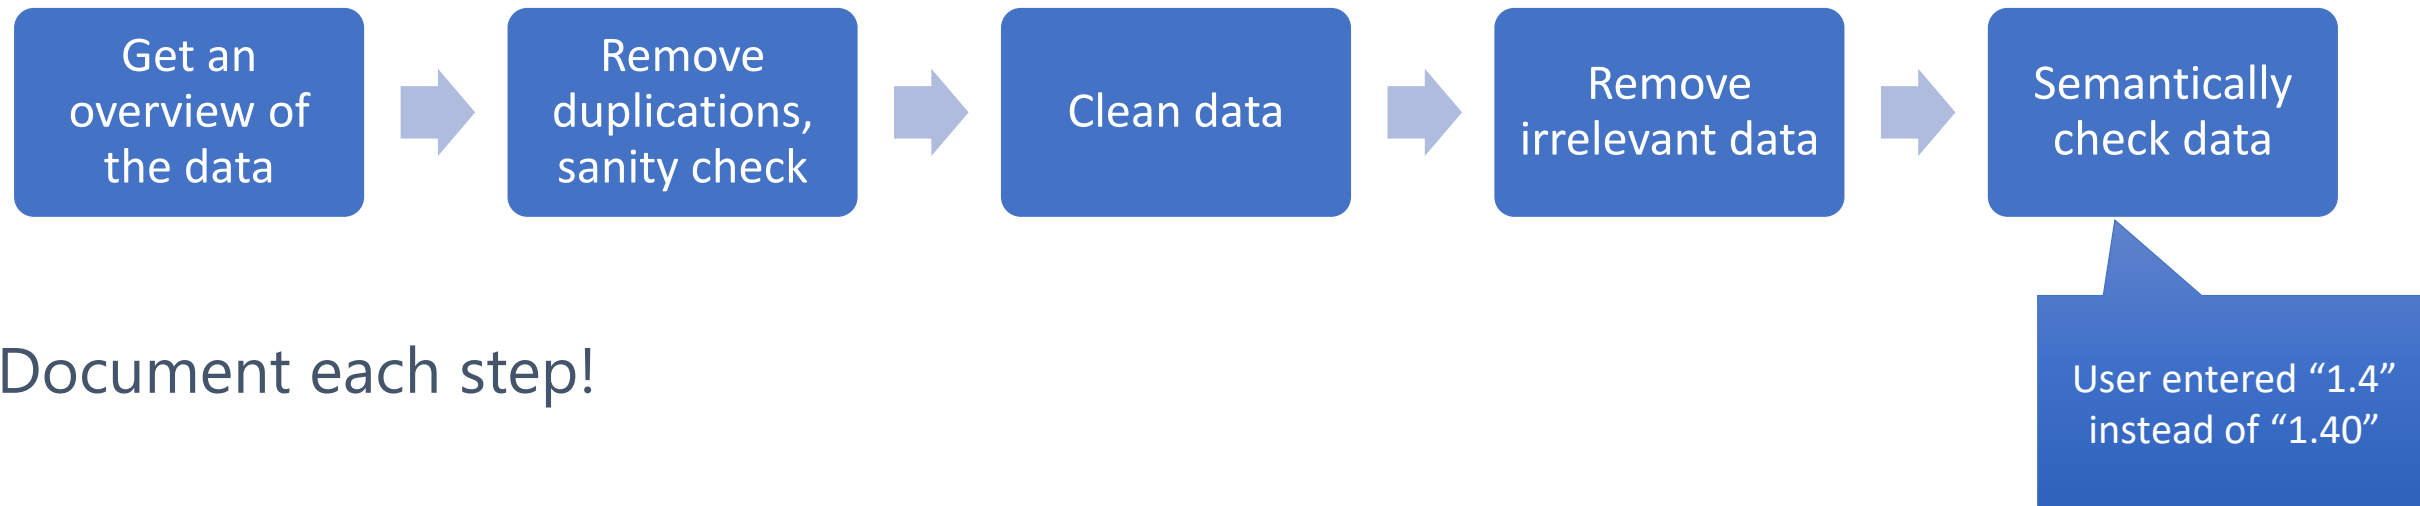 Get an
overview of
the data
Remove
duplications,
sanity check
Clean data
Remove
irrelevant data
Semantically
check data
Document each step!
User entered “1.4”
instead of “1.40”